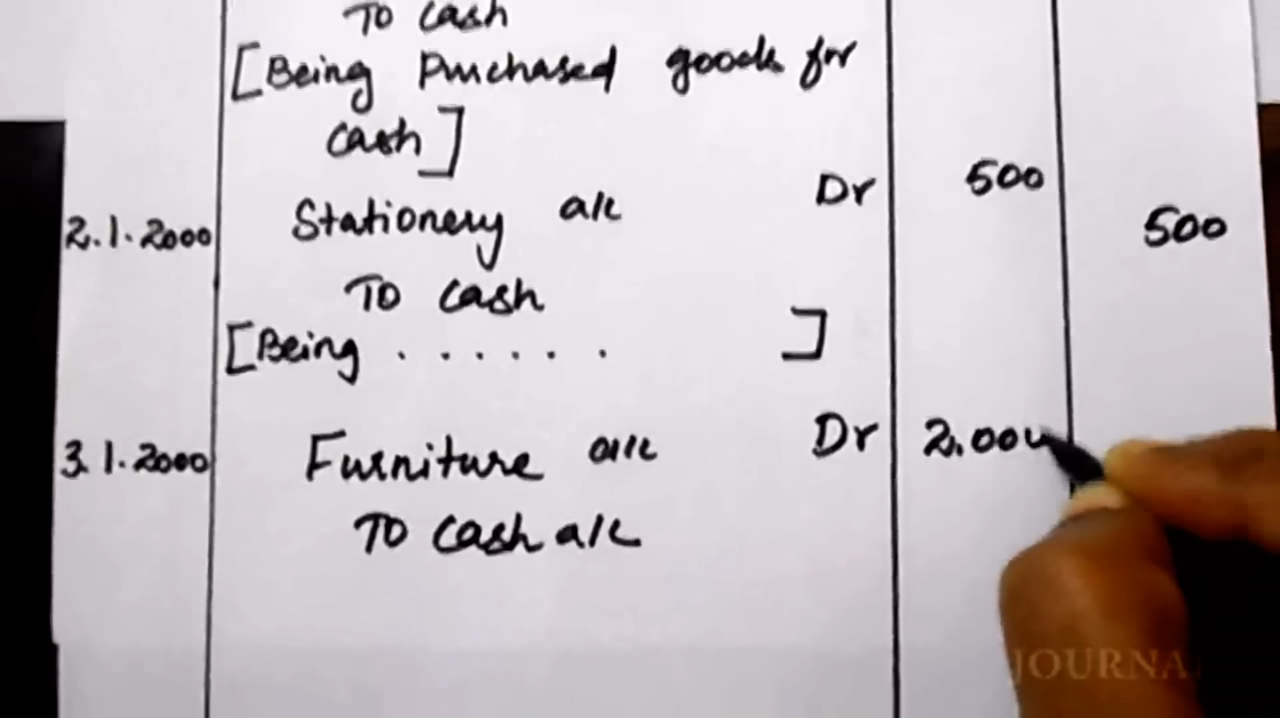 To cash
[Being Purchased goods for
cash]
2.1.2000 Stationery a/c Dr 500
500
To cash
[Being . . . . . . ]
3.1.2000 Furniture a/c Dr 2.000
To cash a/c
JOURNA